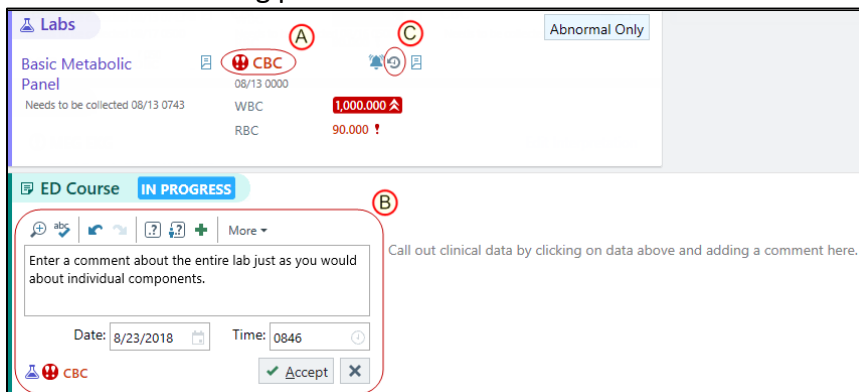 Labs
Abnormal Only
A
C
Basic Metabolic
Panel
Needs to be collected 08/13 0743
CBC
08/13 0000
WBC 1,000.000
RBC 90.000 !
ED Course IN PROGRESS
B
abc
More
Enter a comment about the entire lab just as you would
about individual components.
Call out clinical data by clicking on data above and adding a comment here.
Date: 8/23/2018 Time: 0846
CBC
Accept